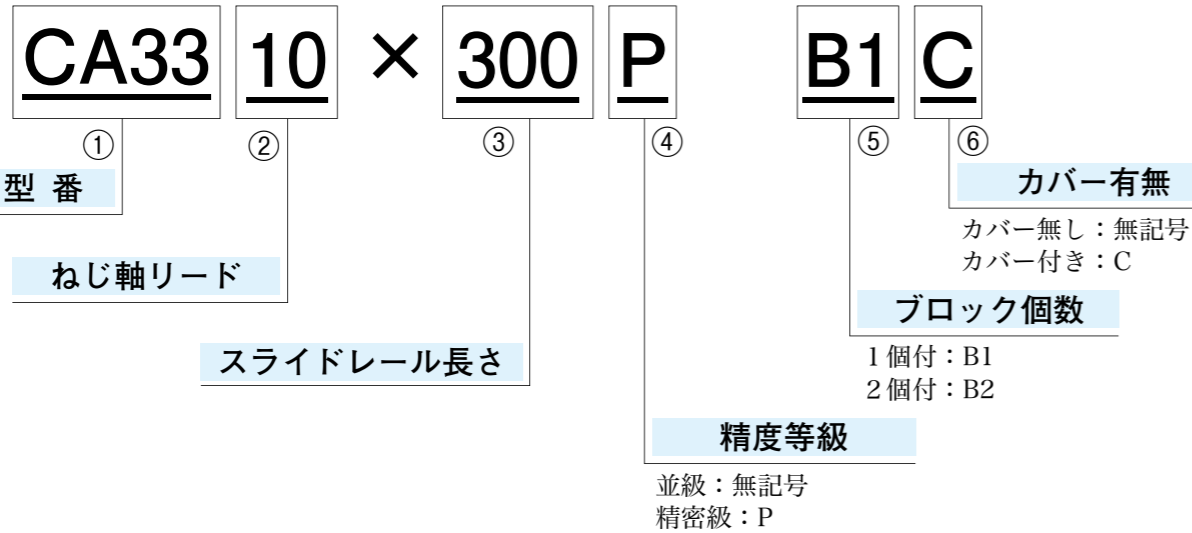 CA33 10 × 300 P B1 C
① ② ③ ④ ⑤ ⑥
型番
カバー有無
カバー無し：無記号
カバー付き：C
ねじ軸リード
ブロック個数
1個付：B1
2個付：B2
スライドレール長さ
精度等級
並級：無記号
精密級：P